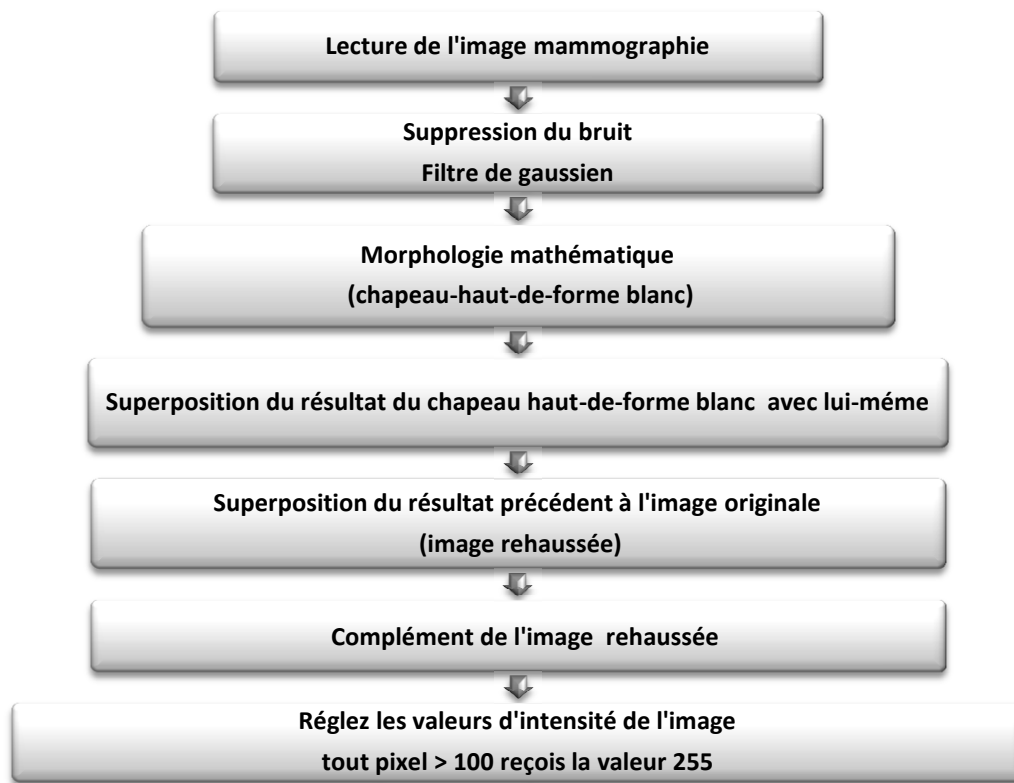 Lecture de l'image mammographie
Suppression du bruit
Filtre de gaussien
Morphologie mathématique
(chapeau-haut-de-forme blanc)
Superposition du résultat du chapeau haut-de-forme blanc  avec lui-méme
Superposition du résultat précédent à l'image originale
(image rehaussée)
Complément de l'image  rehaussée
Réglez les valeurs d'intensité de l'image
tout pixel > 100 reçois la valeur 255